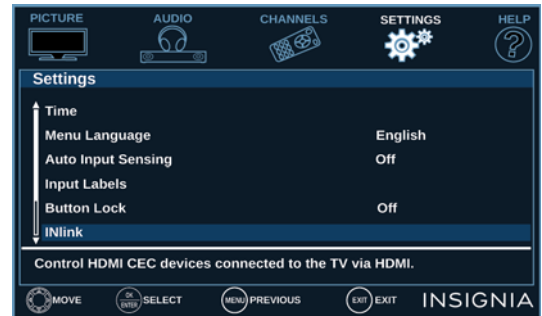 PICTURE AUDIO CHANNELS SETTINGS HELP
Settings
Time
Menu Language English
Auto Input Sensing Off
Input Labels
Button Lock Off
INlink
Control HDMI CEC devices connected to the TV via HDMI.
MOVE OK ENTER SELECT MENU PREVIOUS EXIT EXIT INSIGNIA